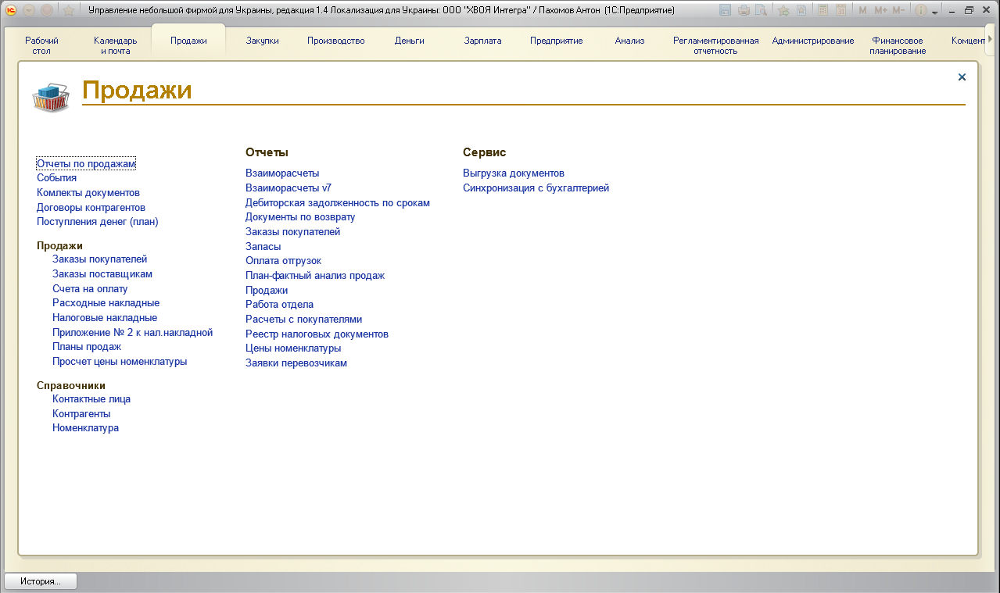 Управление небольшой фирмой для Украины, редакция 1.4 Локализация для Украины: ООО "ХВОЯ Интегра" / Пахомов Антон (1С:Предприятие)
M M+ M-
Рабочий стол
Календарь и почта
Продажи
Закупки
Производство
Деньги
Зарплата
Предприятие
Анализ
Регламентированная отчетность
Администрирование
Финансовое планирование
Комцент
Продажи
Отчеты по продажам
События
Комлекты документов
Договоры контрагентов
Поступления денег (план)
Продажи
Заказы покупателей
Заказы поставщикам
Счета на оплату
Расходные накладные
Налоговые накладные
Приложение № 2 к нал.накладной
Планы продаж
Просчет цены номенклатуры
Справочники
Контактные лица
Контрагенты
Номенклатура
Отчеты
Взаиморасчеты
Взаиморасчеты v7
Дебиторская задолженность по срокам
Документы по возврату
Заказы покупателей
Запасы
Оплата отгрузок
План-фактный анализ продаж
Продажи
Работа отдела
Расчеты с покупателями
Реестр налоговых документов
Цены номенклатуры
Заявки перевозчикам
Сервис
Выгрузка документов
Синхронизация с бухгалтерией
История...